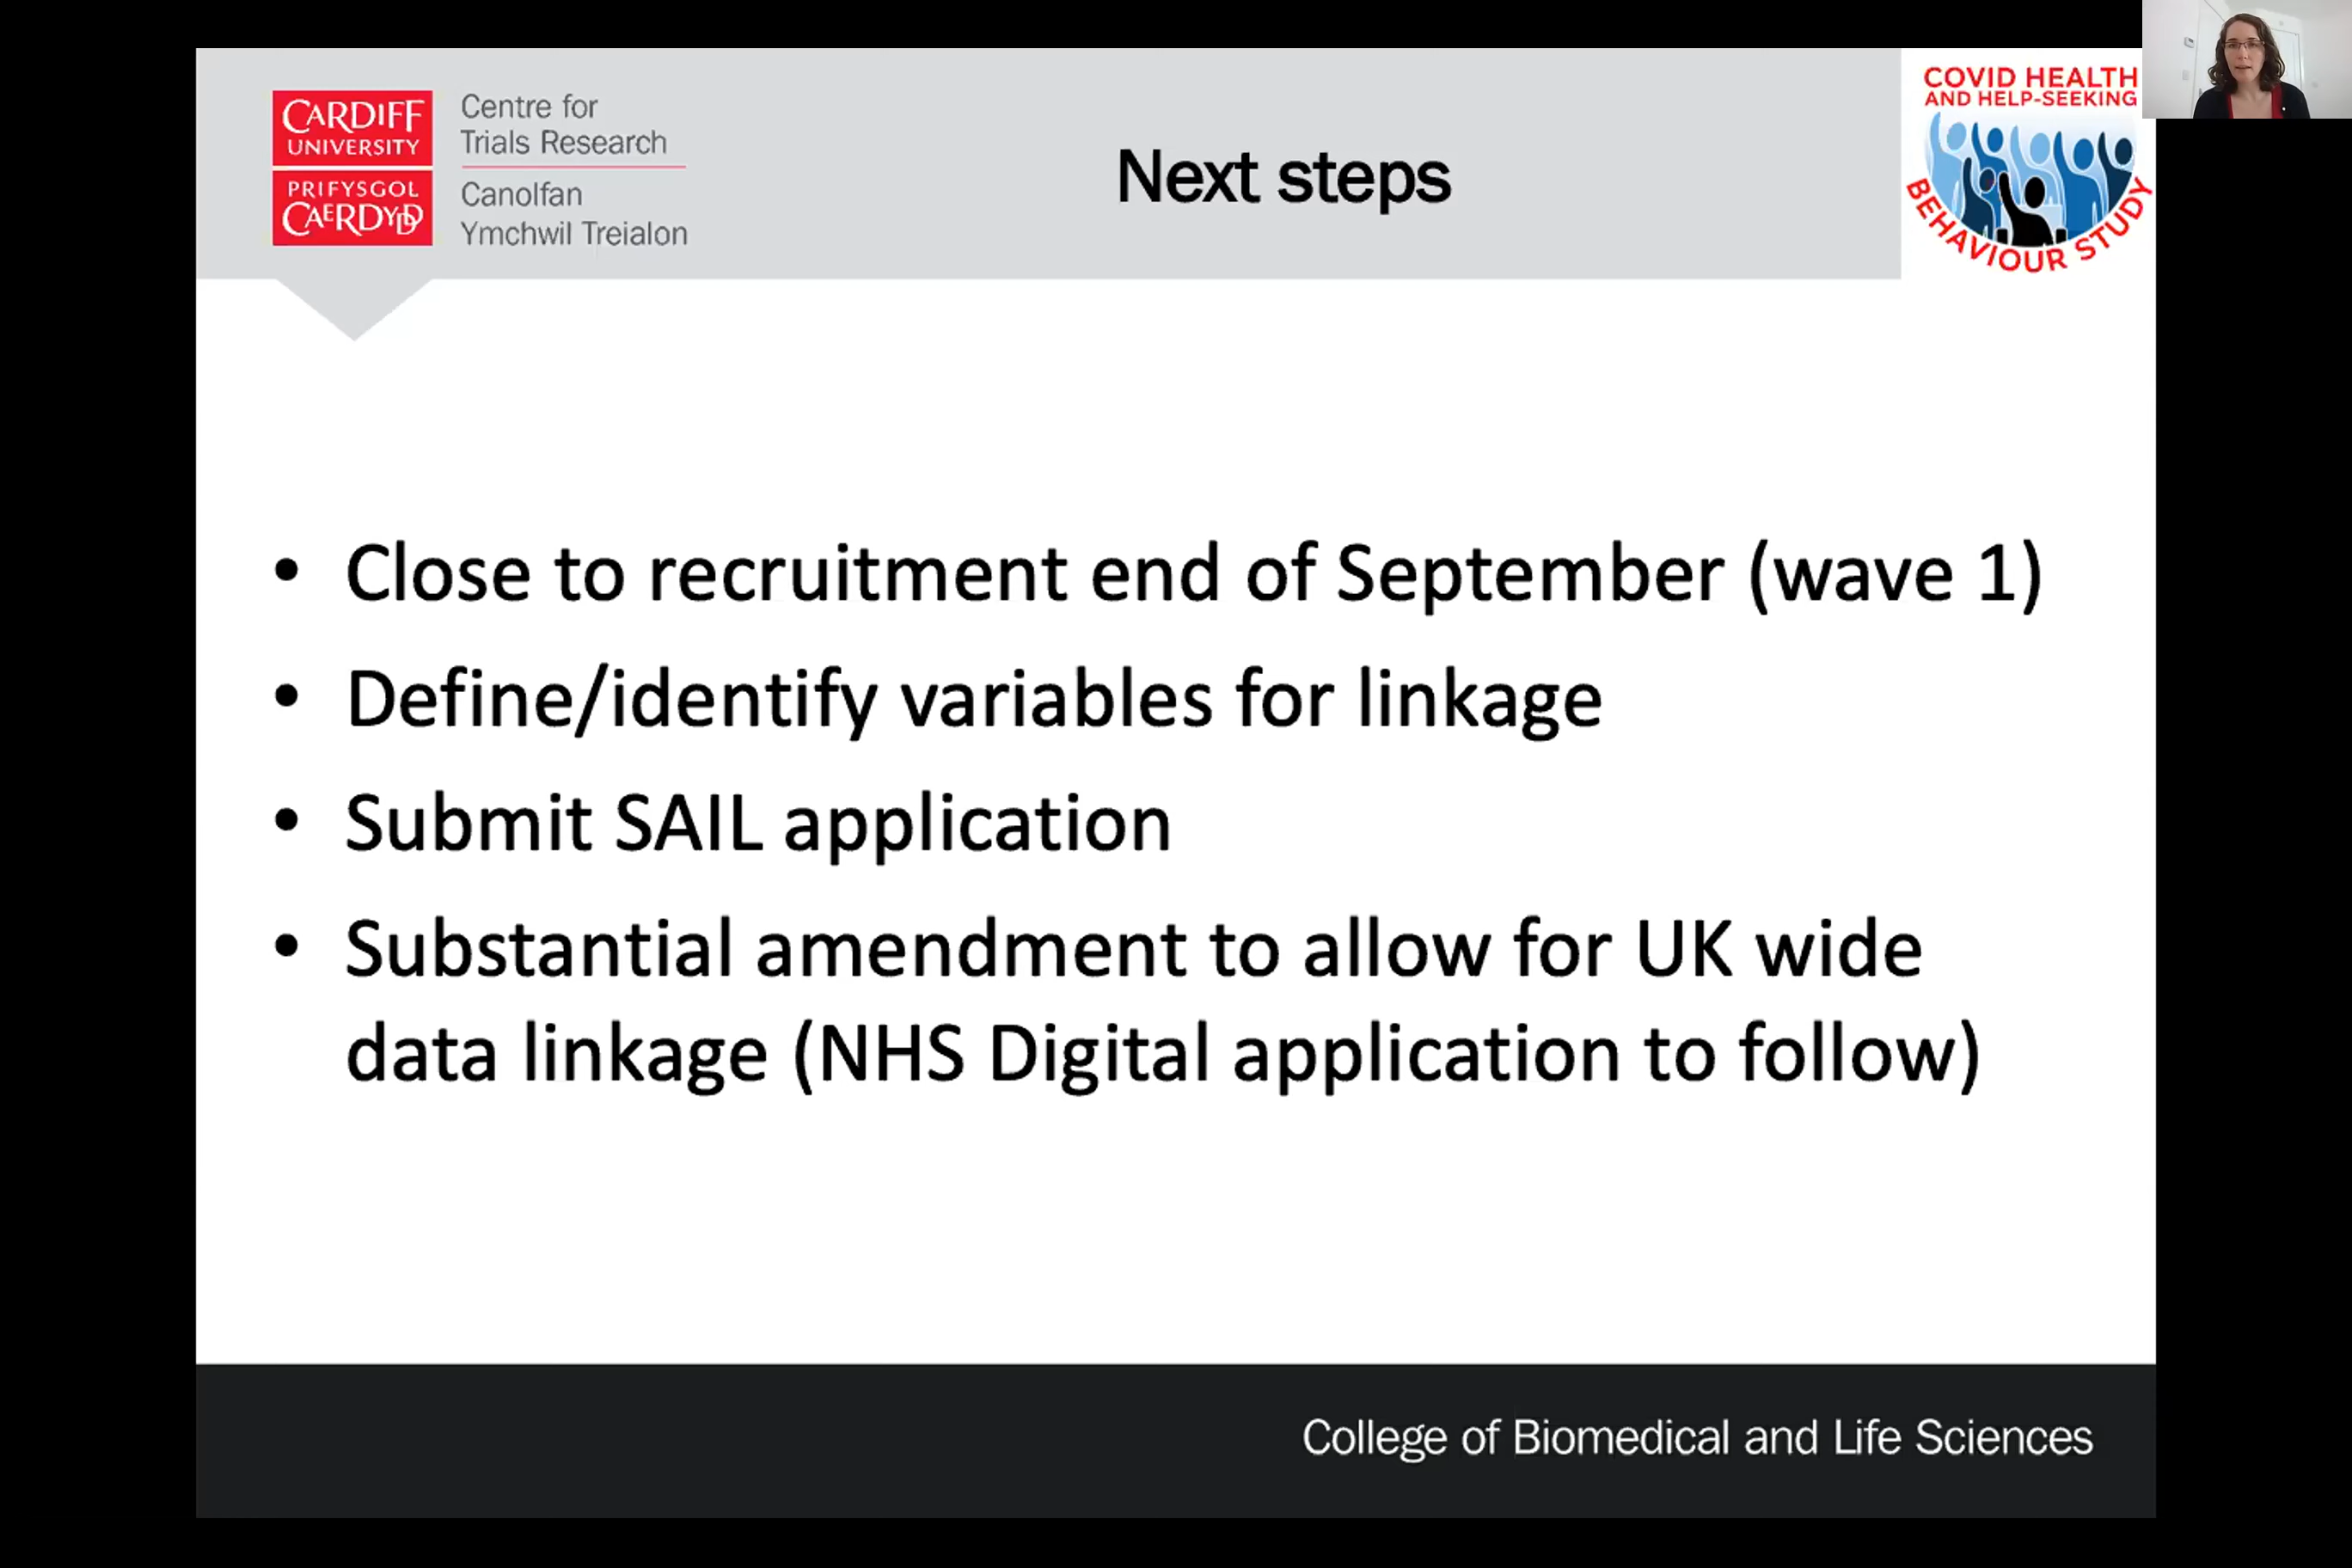 CARDIFF
UNIVERSITY
PRIFYSGOL
CAERDYDD
Centre for
Trials Research
Canolfan
Ymchwil Treialon
Next steps
COVID HEALTH
AND HELP-SEEKING
BEHAVIOUR STUDY
• Close to recruitment end of September (wave 1)
• Define/identify variables for linkage
• Submit SAIL application
• Substantial amendment to allow for UK wide
data linkage (NHS Digital application to follow)
College of Biomedical and Life Sciences